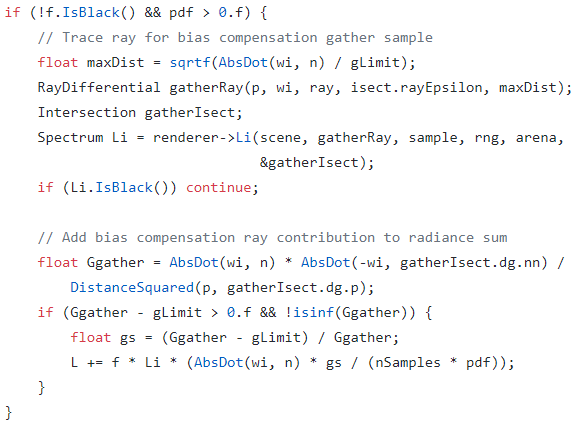 if (!f.IsBlack() && pdf > 0.f) {
    // Trace ray for bias compensation gather sample
    float maxDist = sqrtf(AbsDot(wi, n) / gLimit);
    RayDifferential gatherRay(p, wi, ray, isect.rayEpsilon, maxDist);
    Intersection gatherIsect;
    Spectrum Li = renderer->Li(scene, gatherRay, sample, rng, arena,
                               &gatherIsect);
    if (Li.IsBlack()) continue;

    // Add bias compensation ray contribution to radiance sum
    float Ggather = AbsDot(wi, n) * AbsDot(-wi, gatherIsect.dg.nn) /
        DistanceSquared(p, gatherIsect.dg.p);
    if (Ggather - gLimit > 0.f && !isinf(Ggather)) {
        float gs = (Ggather - gLimit) / Ggather;
        L += f * Li * (AbsDot(wi, n) * gs / (nSamples * pdf));
    }
}